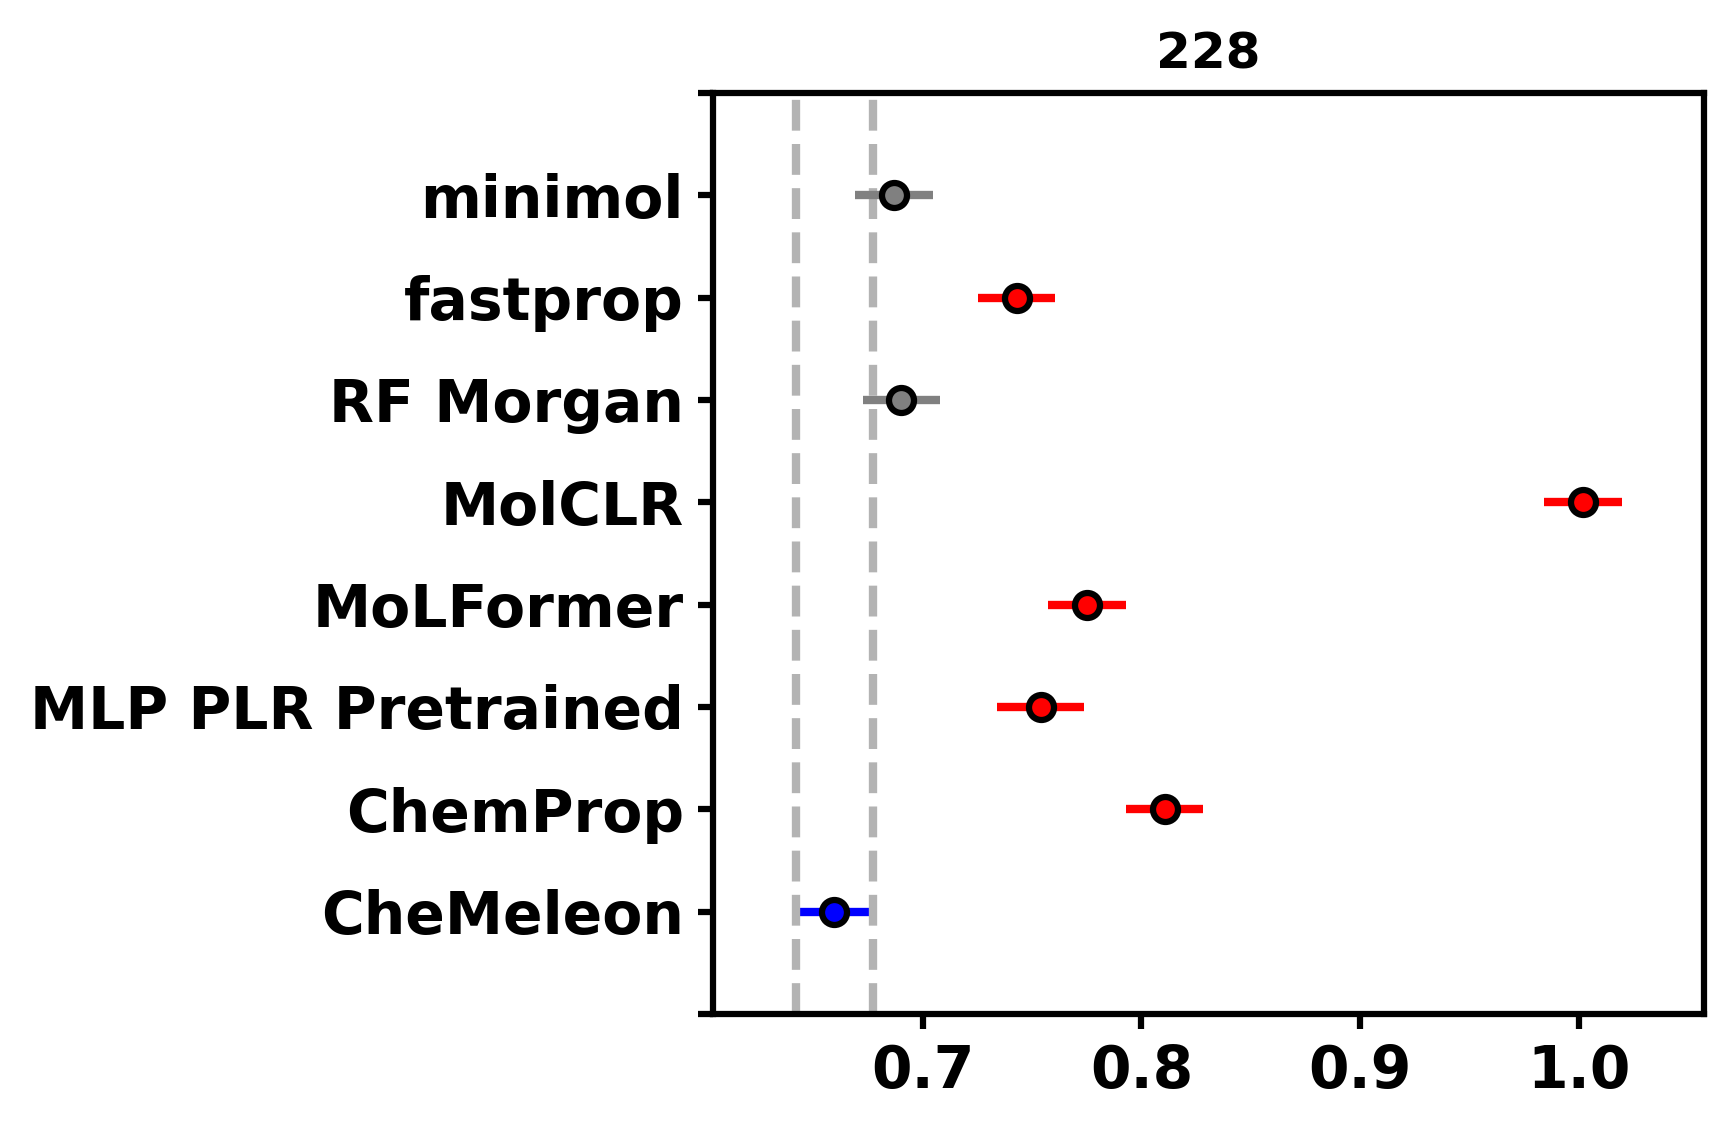 228
minimol
fastprop
RF Morgan
MolCLR
MoLFormer
MLP PLR Pretrained
ChemProp
CheMeleon
0.7 0.8 0.9 1.0